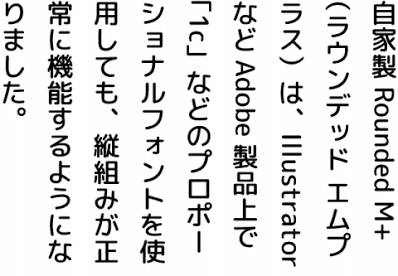 自家製 Rounded M+
(ラウンデッド エムプ
ラス) は、Illustrator
など Adobe 製品上で
「1c」などのプロポー
ショナルフォントを使
用しても、縦組みが正
常に機能するようにな
りました。